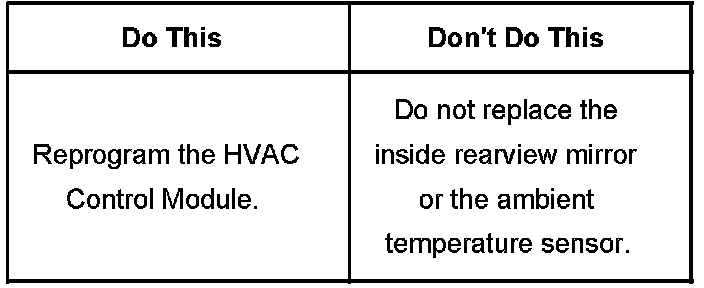 Do This
Don't Do This
Reprogram the HVAC
Control Module.
Do not replace the
inside rearview mirror
or the ambient
temperature sensor.